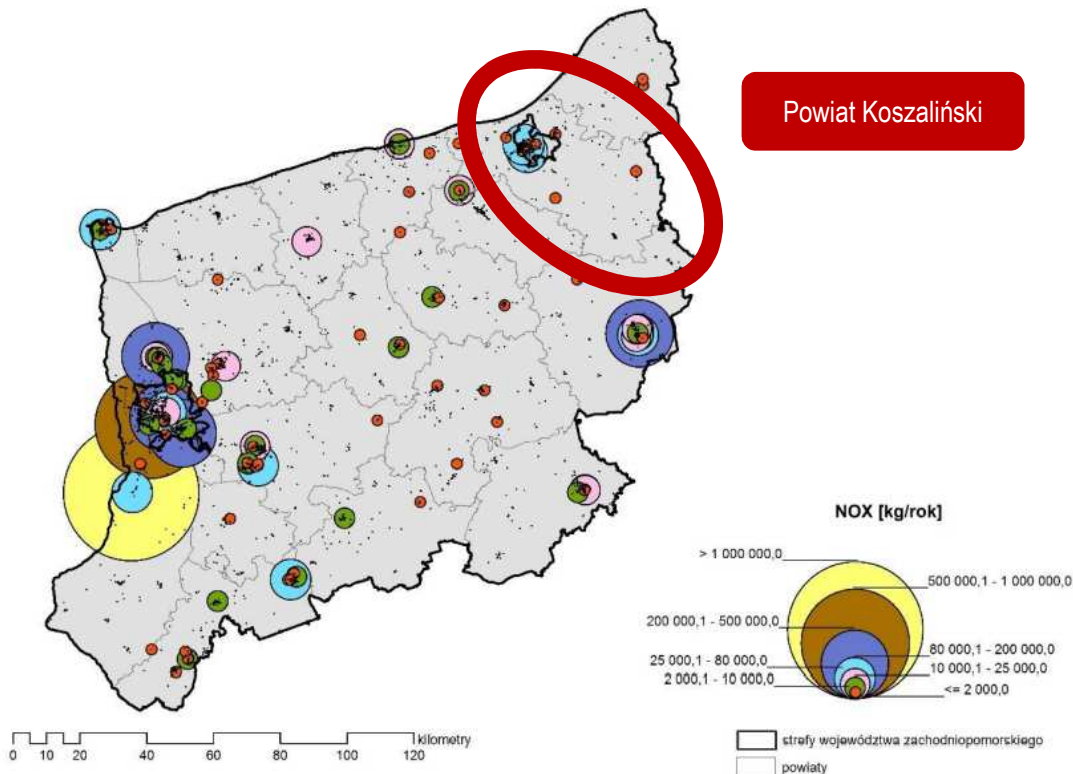 Powiat Koszaliński
NOX [kg/rok]
> 1 000 000,0
500 000,1 - 1 000 000,0
200 000,1 - 500 000,0
80 000,1 - 200 000,0
25 000,1 - 80 000,0
10 000,1 - 25 000,0
2 000,1 - 10 000,0
<= 2 000,0
kilometry
0 10 20 40 60 80 100 120
strefy województwa zachodniopomorskiego
powiaty